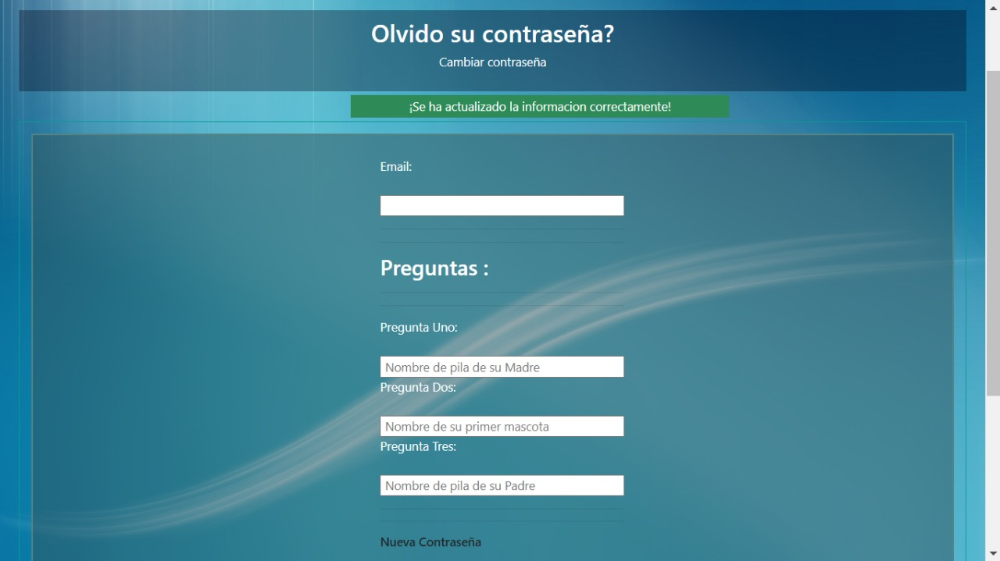 Olvido su contraseña?
Cambiar contraseña
¡Se ha actualizado la informacion correctamente!
Email:
Preguntas :
Pregunta Uno:
Nombre de pila de su Madre
Pregunta Dos:
Nombre de su primer mascota
Pregunta Tres:
Nombre de pila de su Padre
Nueva Contraseña